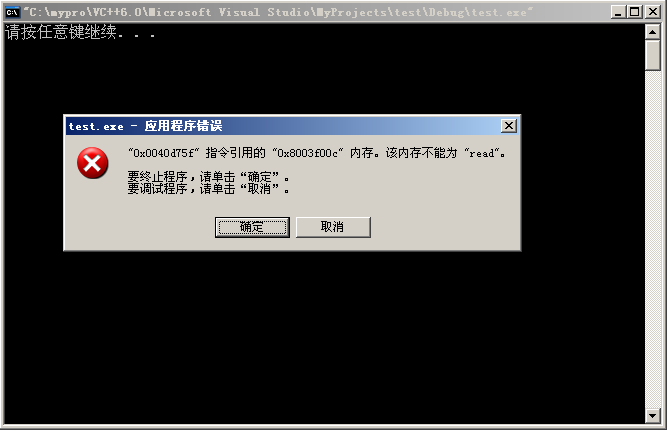 "C:\mypro\VC++6.0\Microsoft Visual Studio\MyProjects\test\Debug\test.exe"
请按任意键继续. . .
test.exe - 应用程序错误
"0x0040d75f" 指令引用的 "0x8003f00c" 内存。该内存不能为 "read"。
要终止程序，请单击“确定”。
要调试程序，请单击“取消”。
确定 取消